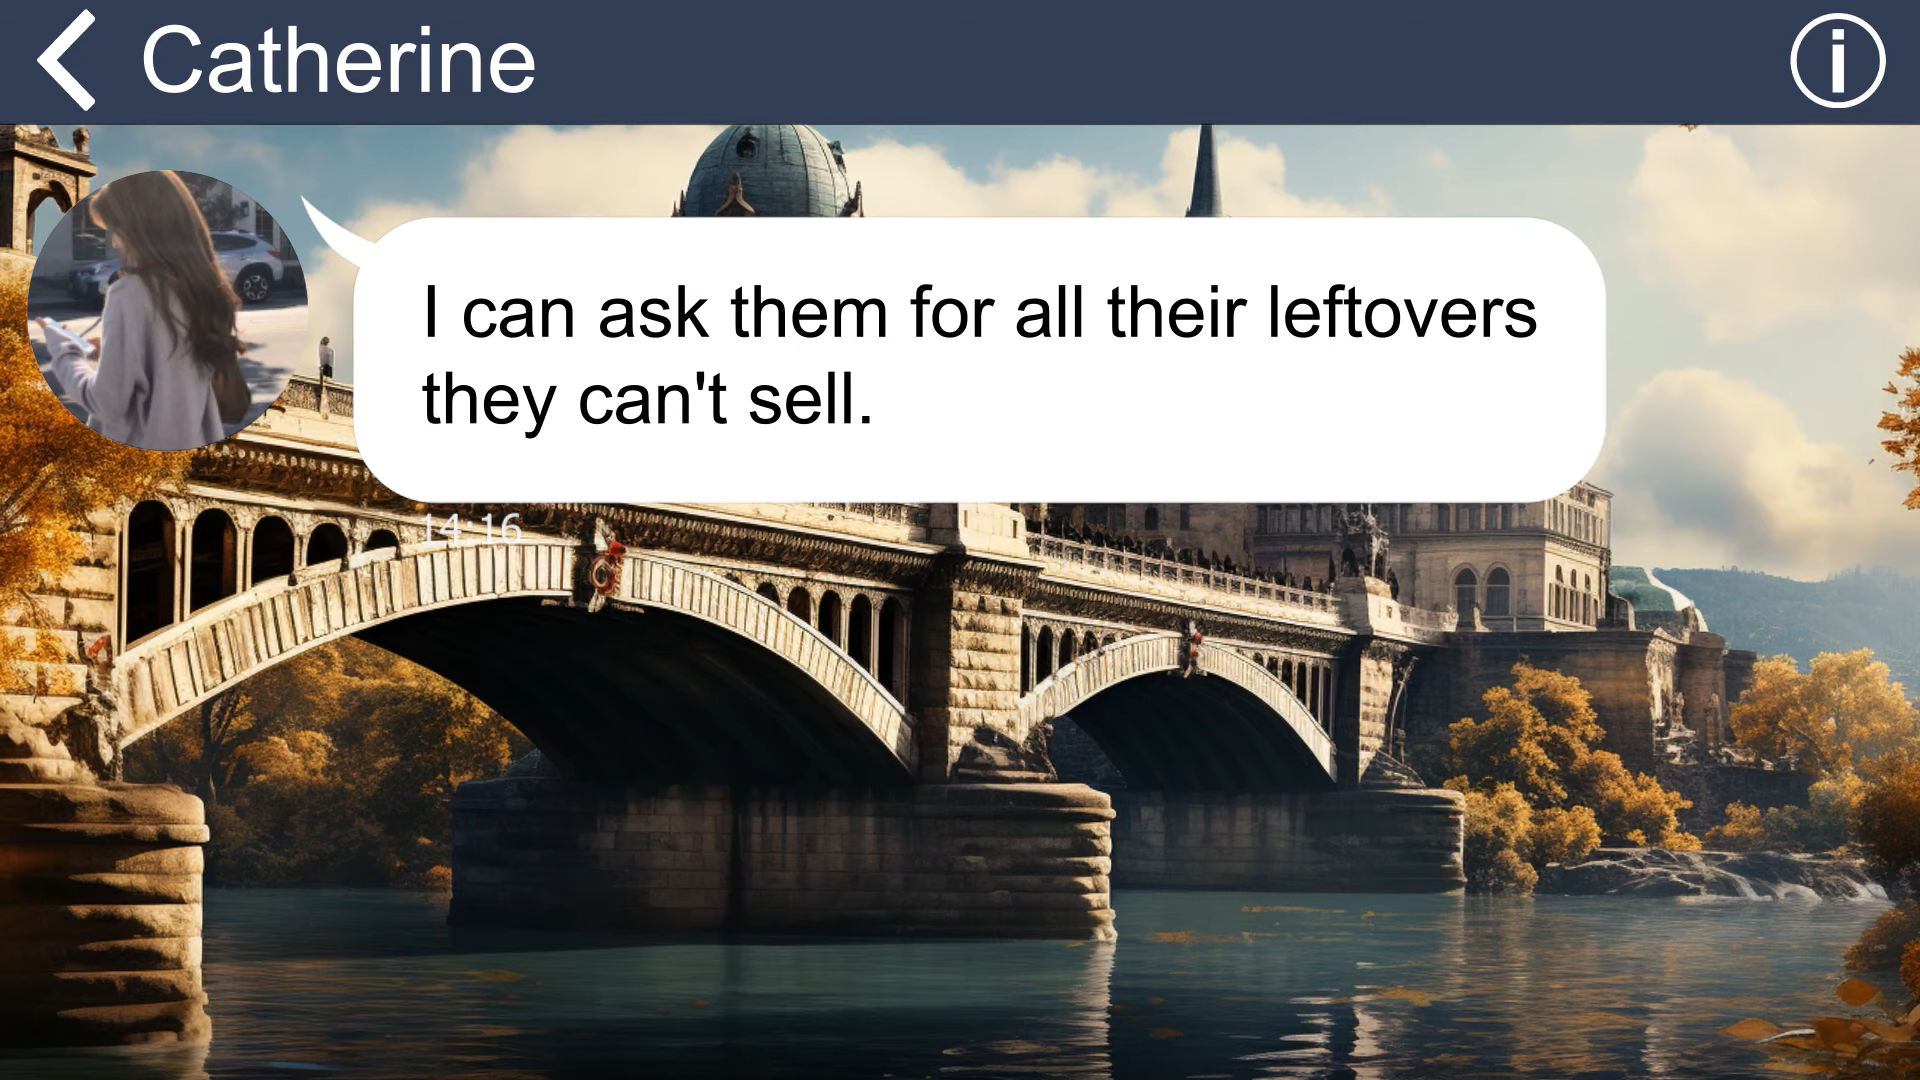 Catherine
I can ask them for all their leftovers
they can't sell.
14:16